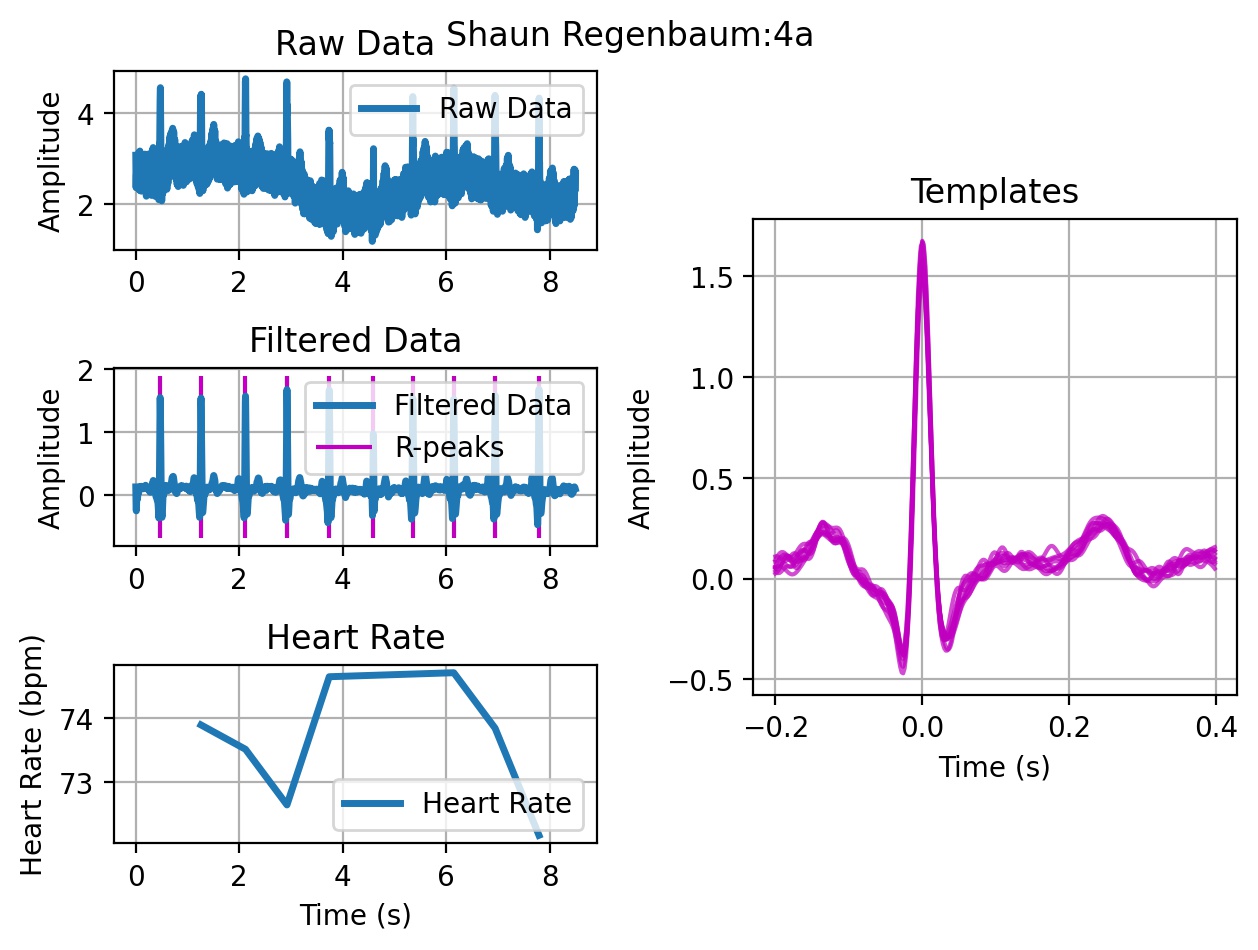 Shaun Regenbaum:4a
Raw Data
Amplitude
4
2
Raw Data
0 2 4 6 8
Filtered Data
Amplitude
2
1
0
Filtered Data
R-peaks
0 2 4 6 8
Heart Rate
Heart Rate (bpm)
74
73
Heart Rate
0 2 4 6 8
Time (s)
Templates
Amplitude
1.5
1.0
0.5
0.0
−0.5
−0.2 0.0 0.2 0.4
Time (s)